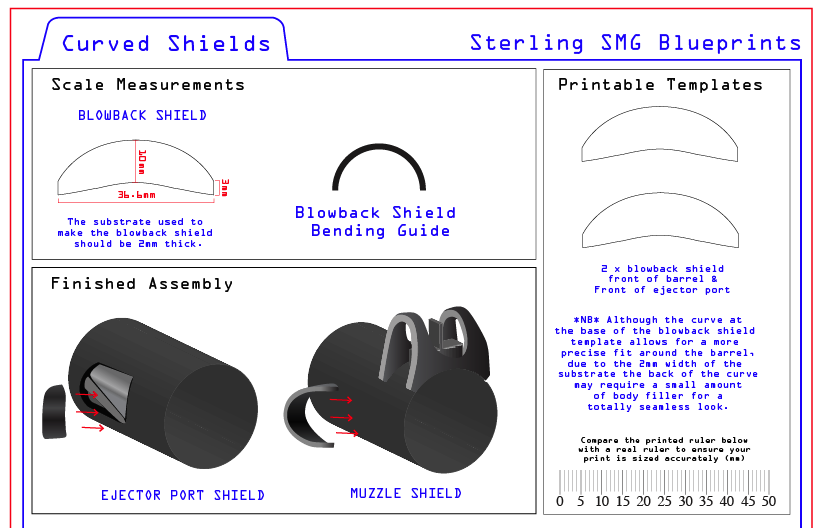 Curved Shields
Sterling SMG Blueprints
Scale Measurements
BLOWBACK SHIELD
10mm
3mm
36.6mm
The substrate used to
make the blowback shield
should be 2mm thick.
Blowback Shield
Bending Guide
Finished Assembly
EJECTOR PORT SHIELD
MUZZLE SHIELD
Printable Templates
2 x blowback shield
front of barrel &
Front of ejector port
*NB* Although the curve at
the base of the blowback shield
template allows for a more
precise fit around the barrel,
due to the 2mm width of the
substrate the back of the curve
may require a small amount
of body filler for a
totally seamless look.
Compare the printed ruler below
with a real ruler to ensure your
print is sized accurately (mm)
0 5 10 15 20 25 30 35 40 45 50